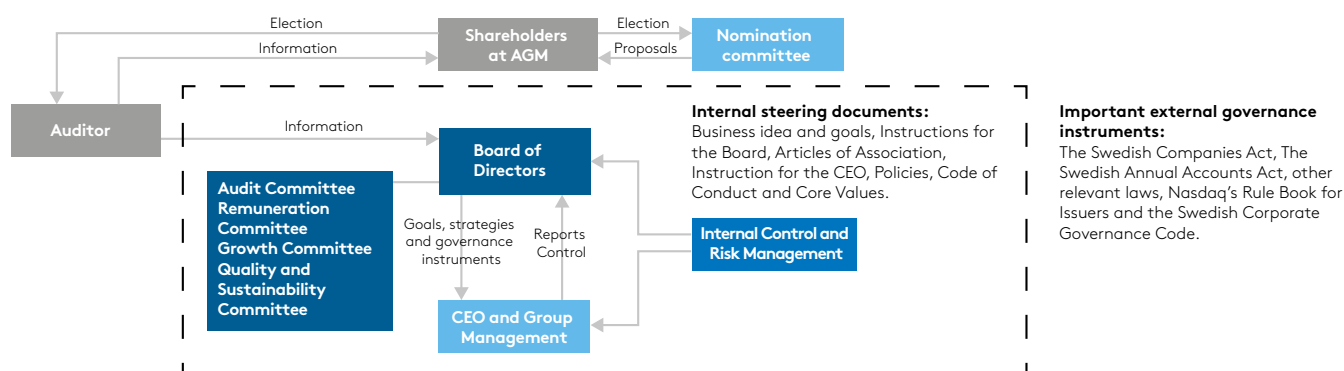 Election
Information
Shareholders
at AGM
Election
Proposals
Nomination
committee
Auditor
Information
Board of
Directors
Audit Committee
Remuneration
Committee
Growth Committee
Quality and
Sustainability
Committee
Goals, strategies
and governance
instruments
Reports
Control
CEO and Group
Management
Internal steering documents:
Business idea and goals, Instructions for
the Board, Articles of Association,
Instruction for the CEO, Policies, Code of
Conduct and Core Values.
Internal Control and
Risk Management
Important external governance
instruments:
The Swedish Companies Act, The
Swedish Annual Accounts Act, other
relevant laws, Nasdaq's Rule Book for
Issuers and the Swedish Corporate
Governance Code.